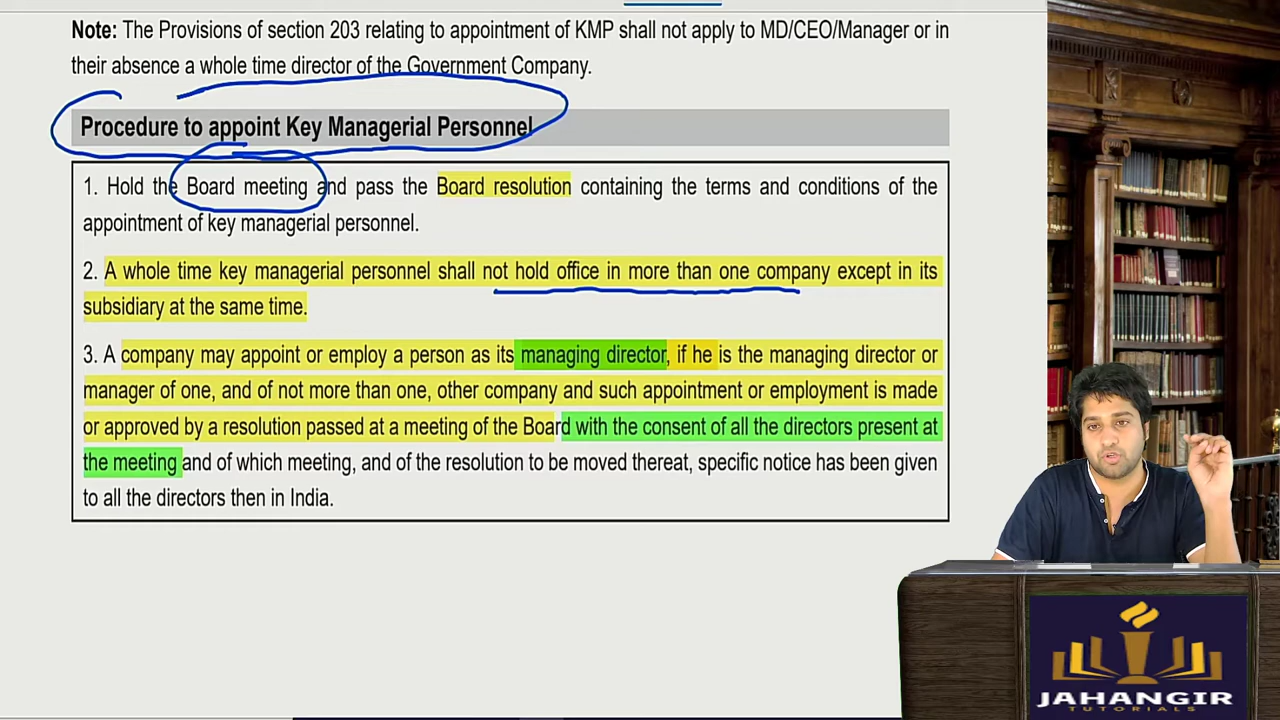 Note: The Provisions of section 203 relating to appointment of KMP shall not apply to MD/CEO/Manager or in
their absence a whole time director of the Government Company.
Procedure to appoint Key Managerial Personnel
1. Hold the Board meeting and pass the Board resolution containing the terms and conditions of the
appointment of key managerial personnel.
2. A whole time key managerial personnel shall not hold office in more than one company except in its
subsidiary at the same time.
3. A company may appoint or employ a person as its managing director, if he is the managing director or
manager of one, and of not more than one, other company and such appointment or employment is made
or approved by a resolution passed at a meeting of the Board with the consent of all the directors present at
the meeting and of which meeting, and of the resolution to be moved thereat, specific notice has been given
to all the directors then in India.
JAHANGIR
TUTORIALS